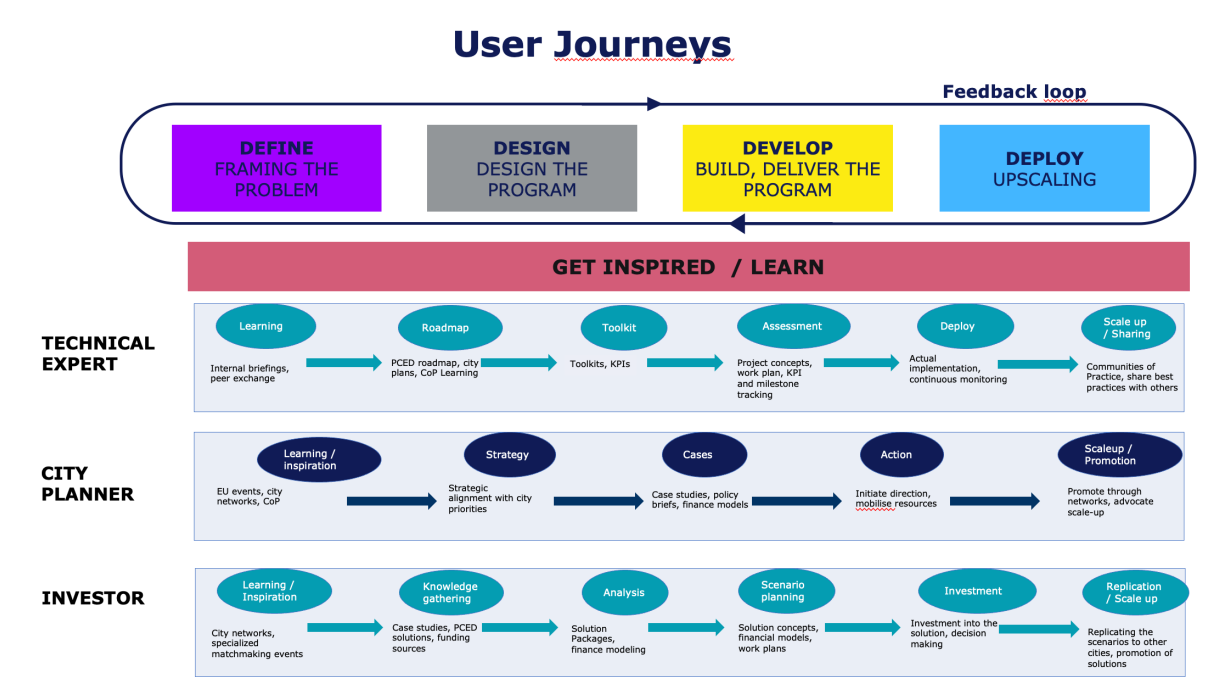 User Journeys
Feedback loop
DEFINE
FRAMING THE
PROBLEM
DESIGN
DESIGN THE
PROGRAM
DEVELOP
BUILD, DELIVER THE
PROGRAM
DEPLOY
UPSCALING
GET INSPIRED / LEARN
TECHNICAL
EXPERT
Learning
Internal briefings,
peer exchange
Roadmap
PCED roadmap, city
plans, CoP Learning
Toolkit
Toolkits, KPIs
Assessment
Project concepts,
work plan, KPI
and milestone
tracking
Deploy
Actual
implementation,
continuous monitoring
Scale up
/ Sharing
Communities of
Practice, share best
practices with others
CITY
PLANNER
Learning /
inspiration
EU events, city
networks, CoP
Strategy
Strategic
alignment with city
priorities
Cases
Case studies, policy
briefs, finance models
Action
Initiate direction,
mobilise resources
Scaleup /
Promotion
Promote through
networks, advocate
scale-up
INVESTOR
Learning /
Inspiration
City networks,
specialized
matchmaking events
Knowledge
gathering
Case studies, PCED
solutions, funding
sources
Analysis
Solution
Packages,
finance modeling
Scenario
planning
Solution concepts,
financial models,
work plans
Investment
Investment into the
solution, decision
making
Replication
/ Scale up
Replicating the
scenarios to other
cities, promotion of
solutions